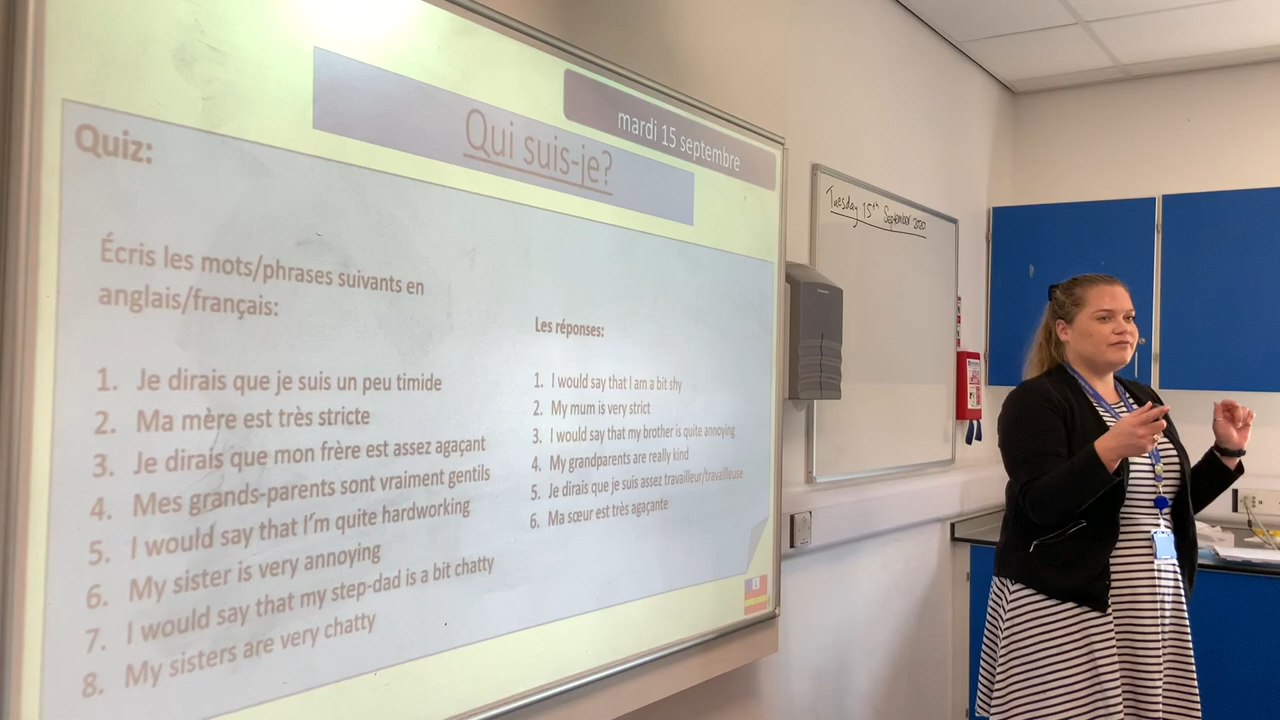 Qui suis-je?
mardi 15 septembre
Quiz:
Écris les mots/phrases suivants en
anglais/français:
1. Je dirais que je suis un peu timide
2. Ma mère est très stricte
3. Je dirais que mon frère est assez agaçant
4. Mes grands-parents sont vraiment gentils
5. I would say that I'm quite hardworking
6. My sister is very annoying
7. I would say that my step-dad is a bit chatty
8. My sisters are very chatty
Les réponses:
1. I would say that I am a bit shy
2. My mum is very strict
3. I would say that my brother is quite annoying
4. My grandparents are really kind
5. Je dirais que je suis assez travailleur/travailleuse
6. Ma sœur est très agaçante
Tuesday 15th September 2020